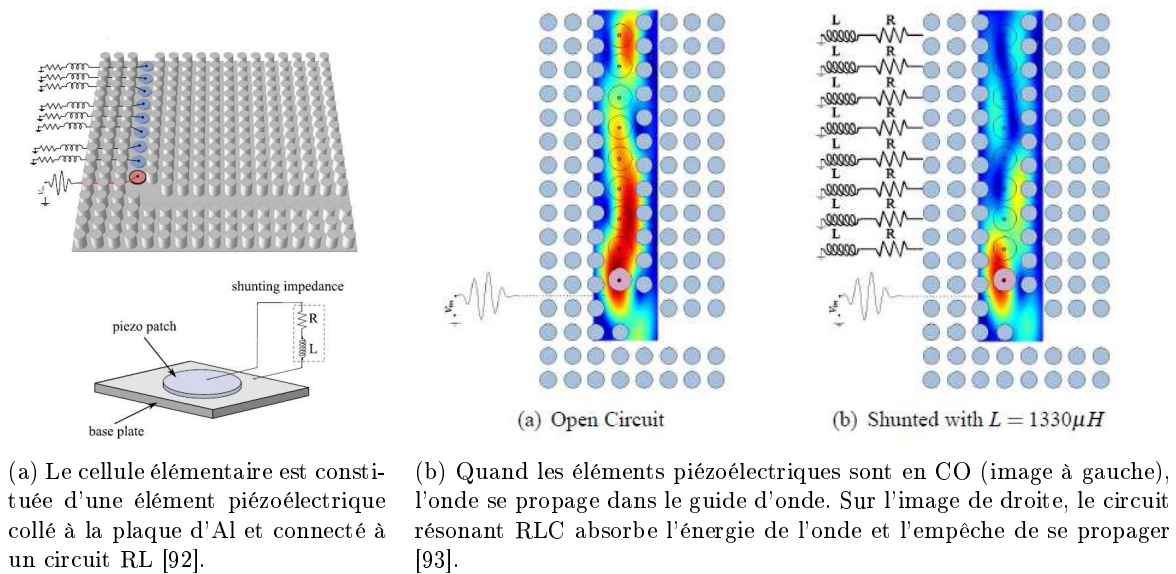 shunting impedance
R
L
piezo patch
base plate
V_in
V_in
(a) Open Circuit
L R
L R
L R
L R
L R
L R
L R
L R
V_in
(b) Shunted with L = 1330μH
(a) Le cellule élémentaire est consti-
tuée d'une élément piézoélectrique
collé à la plaque d'Al et connecté à
un circuit RL [92].
(b) Quand les éléments piézoélectriques sont en CO (image à gauche),
l'onde se propage dans le guide d'onde. Sur l'image de droite, le circuit
résonant RLC absorbe l'énergie de l'onde et l'empêche de se propager
[93].